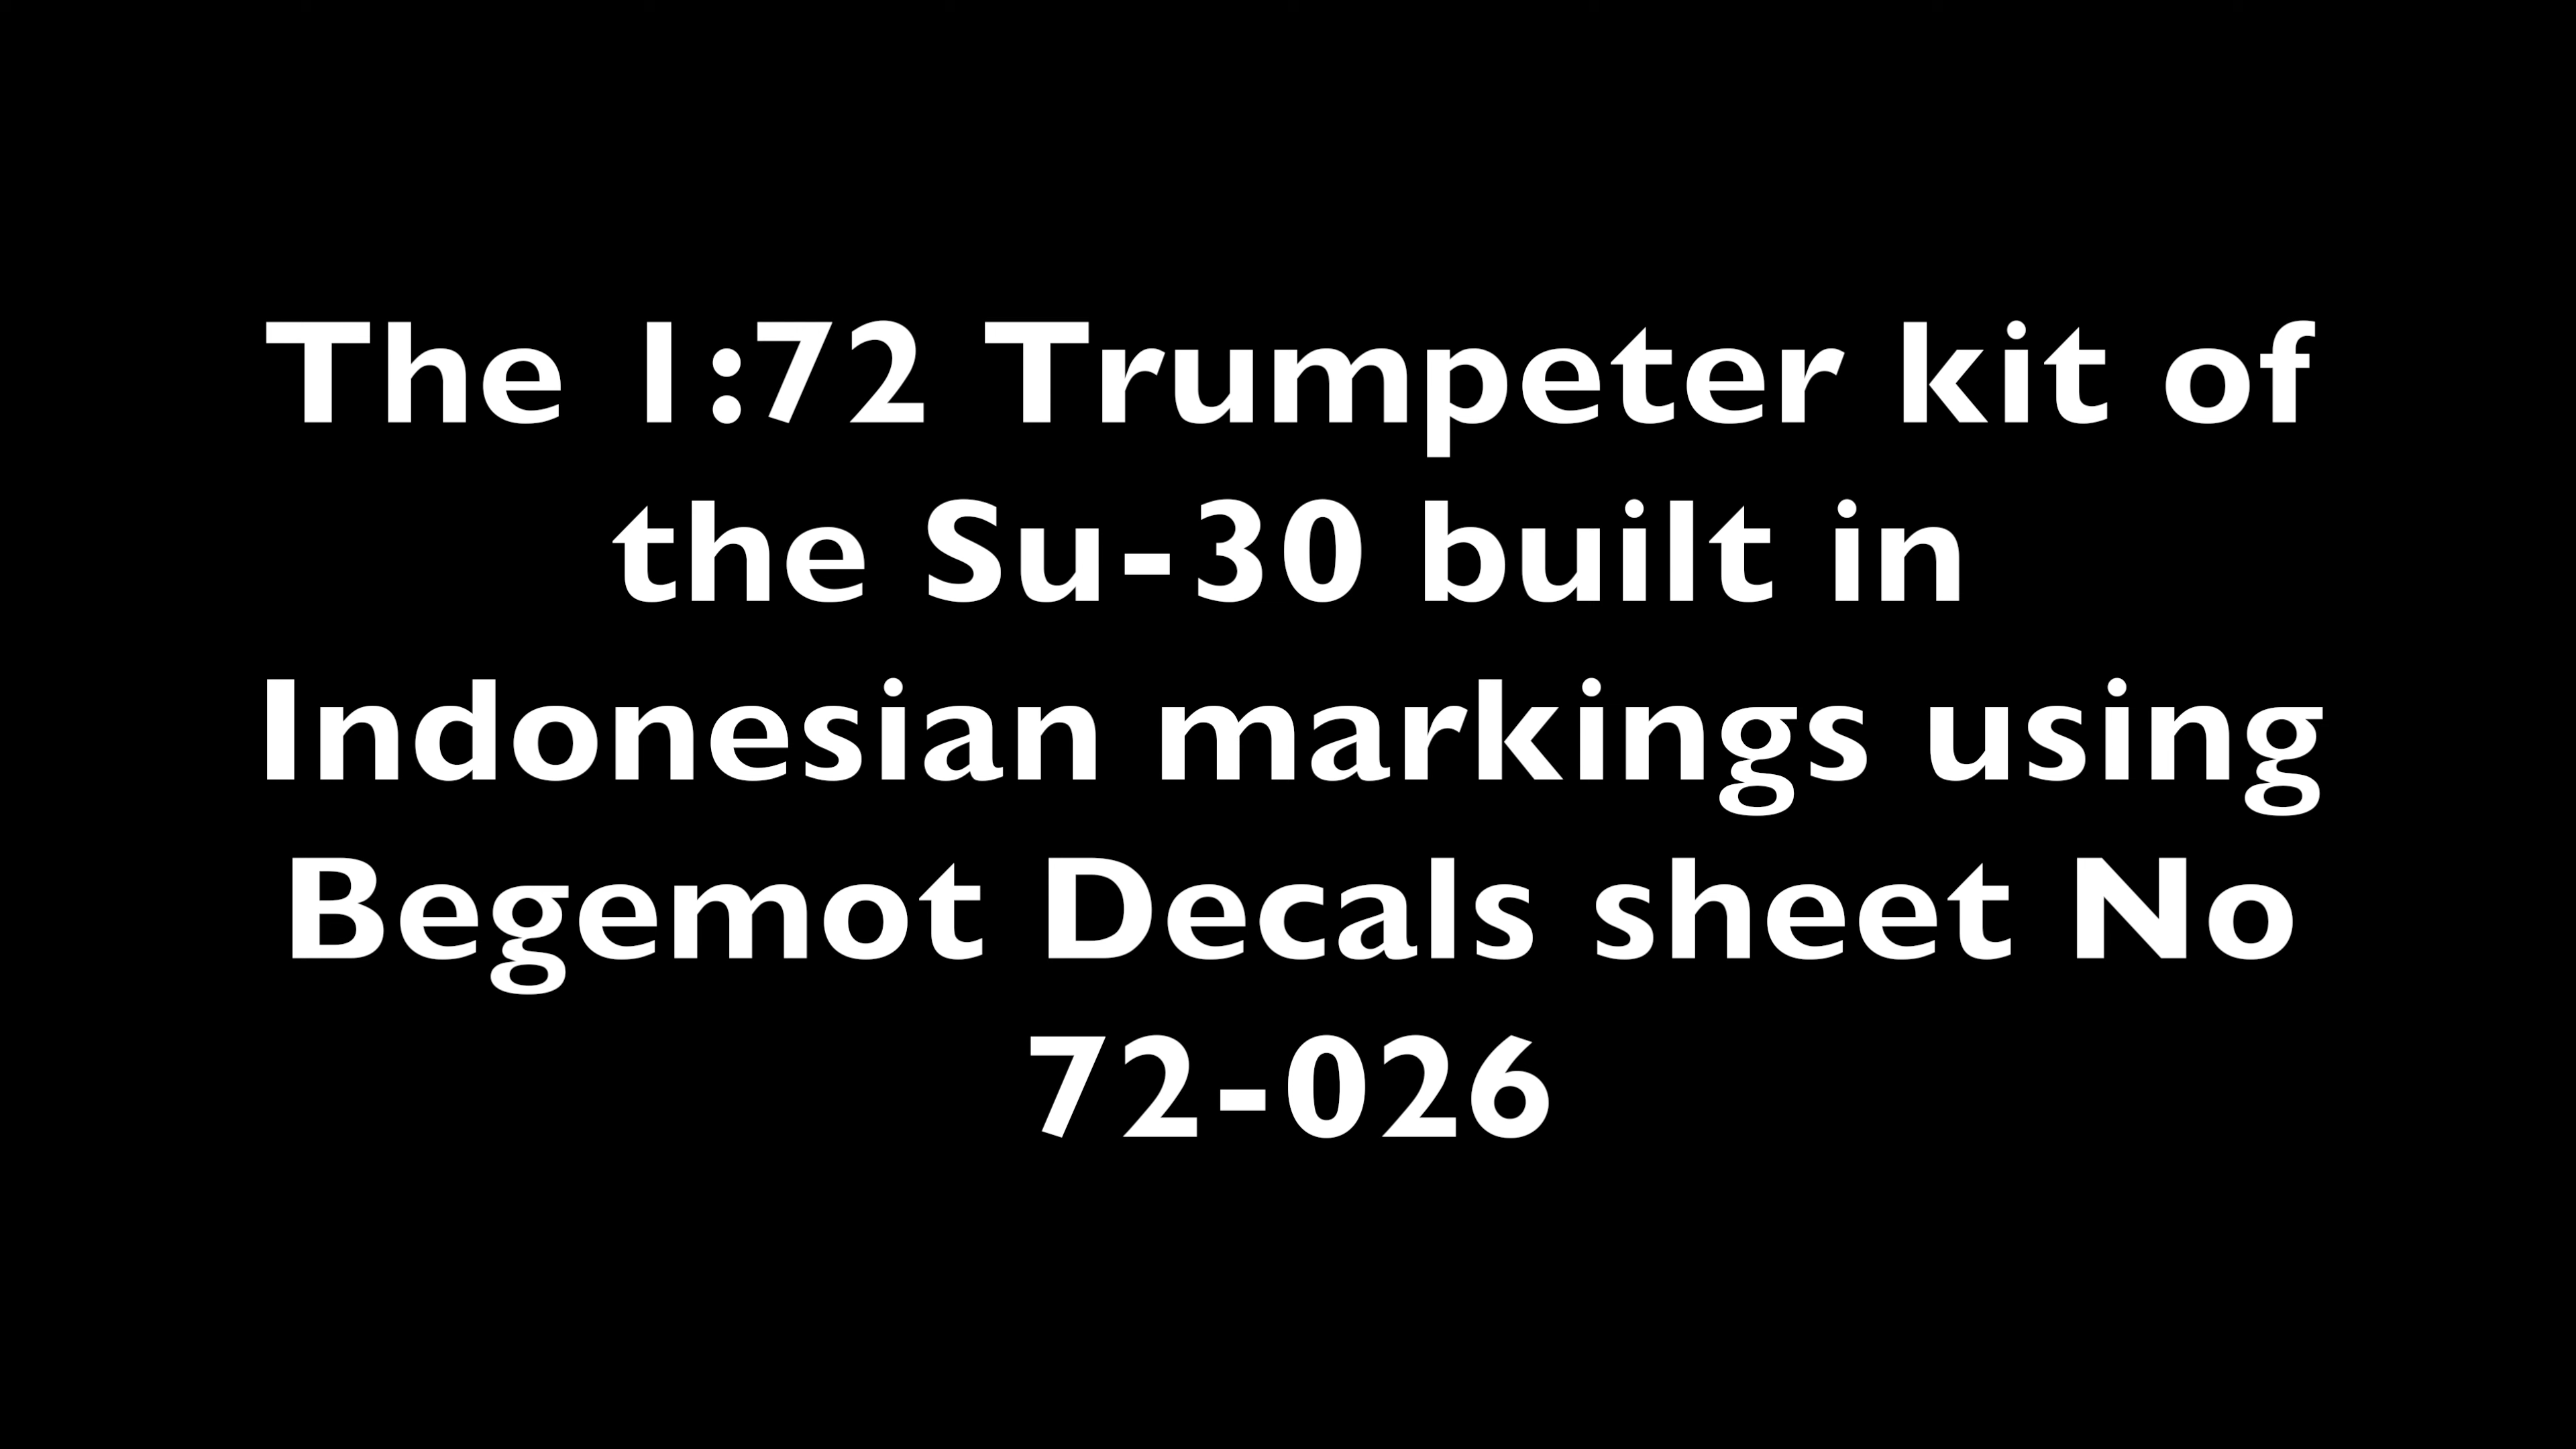 The 1:72 Trumpeter kit of
the Su-30 built in
Indonesian markings using
Begemot Decals sheet No
72-026